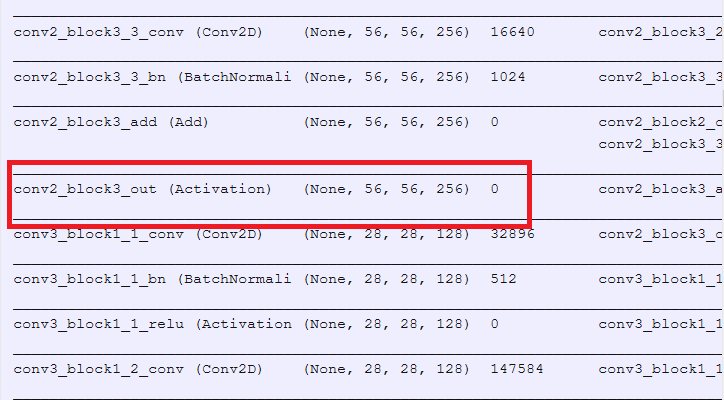 conv2_block3_3_conv (Conv2D) (None, 56, 56, 256) 16640 conv2_block3_2
conv2_block3_3_bn (BatchNormali (None, 56, 56, 256) 1024 conv2_block3_3
conv2_block3_add (Add) (None, 56, 56, 256) 0 conv2_block2_o
conv2_block3_3
conv2_block3_out (Activation) (None, 56, 56, 256) 0 conv2_block3_a
conv3_block1_1_conv (Conv2D) (None, 28, 28, 128) 32896 conv2_block3_o
conv3_block1_1_bn (BatchNormali (None, 28, 28, 128) 512 conv3_block1_1
conv3_block1_1_relu (Activation (None, 28, 28, 128) 0 conv3_block1_1
conv3_block1_2_conv (Conv2D) (None, 28, 28, 128) 147584 conv3_block1_1